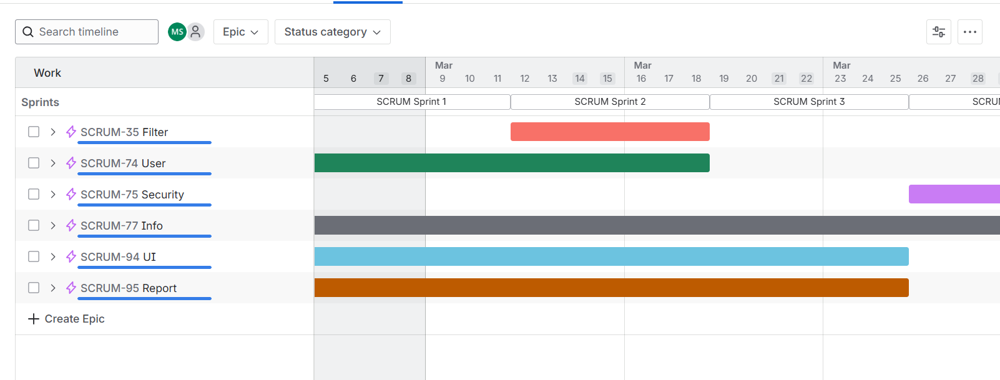 Search timeline
MS
Epic
Status category
Work
Mar
Mar
Mar
5 6 7 8 9 10 11 12 13 14 15 16 17 18 19 20 21 22 23 24 25 26 27 28
Sprints
SCRUM Sprint 1
SCRUM Sprint 2
SCRUM Sprint 3
SCRU
SCRUM-35 Filter
SCRUM-74 User
SCRUM-75 Security
SCRUM-77 Info
SCRUM-94 UI
SCRUM-95 Report
Create Epic